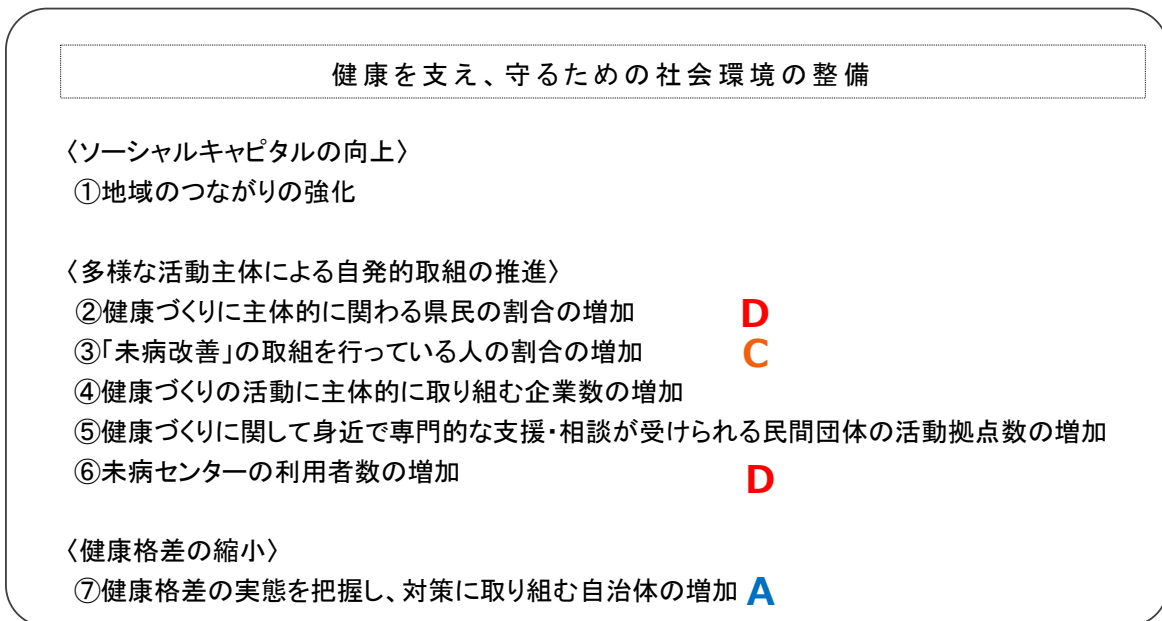 健康を支え、守るための社会環境の整備
〈ソーシャルキャピタルの向上〉
①地域のつながりの強化
〈多様な活動主体による自発的取組の推進〉
②健康づくりに主体的に関わる県民の割合の増加 D
③「未病改善」の取組を行っている人の割合の増加 C
④健康づくりの活動に主体的に取り組む企業数の増加
⑤健康づくりに関して身近で専門的な支援・相談が受けられる民間団体の活動拠点数の増加
⑥未病センターの利用者数の増加 D
〈健康格差の縮小〉
⑦健康格差の実態を把握し、対策に取り組む自治体の増加 A